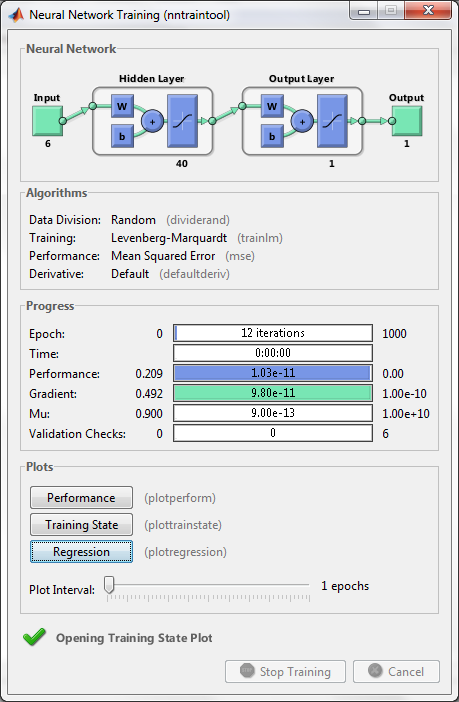 Neural Network Training (nntraintool)
Neural Network
Hidden Layer
Output Layer
Input
Output
W
W
b
+
b
+
6
1
40
1
Algorithms
Data Division: Random (dividerand)
Training: Levenberg-Marquardt (trainlm)
Performance: Mean Squared Error (mse)
Derivative: Default (defaultderiv)
Progress
Epoch: 0 12 iterations 1000
Time: 0:00:00
Performance: 0.209 1.03e-11 0.00
Gradient: 0.492 9.80e-11 1.00e-10
Mu: 0.900 9.00e-13 1.00e+10
Validation Checks: 0 0 6
Plots
Performance (plotperform)
Training State (plottrainstate)
Regression (plotregression)
Plot Interval: 1 epochs
Opening Training State Plot
Stop Training Cancel